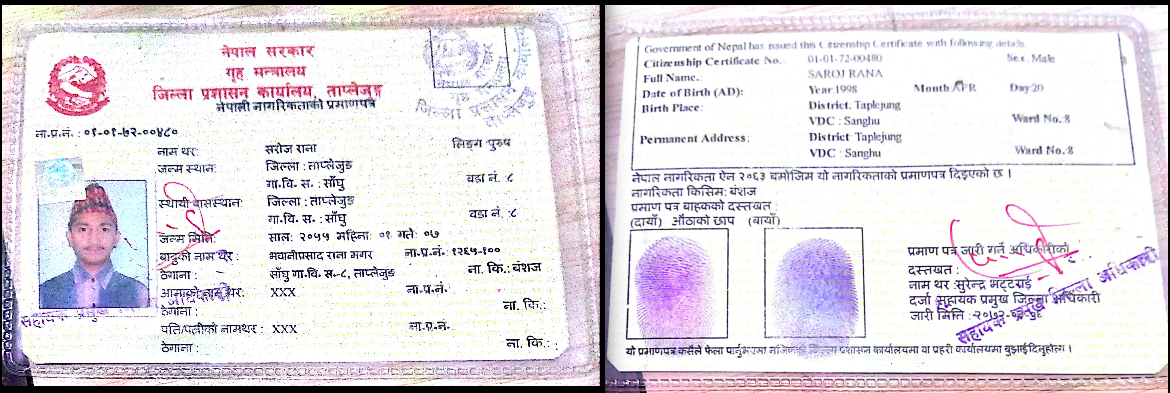 नेपाल सरकार
गृह मन्त्रालय
जिल्ला प्रशासन कार्यालय, ताप्लेजुङ
नेपाली नागरिकताको प्रमाणपत्र
ना.प्र.नं. : ०१-०१-७२-००४८०
नाम थर: सरोज राना लिङ्ग पुरुष
जन्म स्थान: जिल्ला : ताप्लेजुङ
गा.वि. स. : साँघु वडा नं. ८
स्थायी बासस्थान: जिल्ला : ताप्लेजुङ
गा.वि. स. : साँघु वडा नं. ८
जन्म मिति: साल: २०५५ महिना: ०१ गते: ०७
बाबुको नाम थर: भवानीप्रसाद राना मगर ना.प्र.नं.: १२६५-१००
ठेगाना: साँघु गा.वि. स.-८, ताप्लेजुङ ना. कि.: बंशज
आमाको नाम थर: XXX ना.प्र.नं.
ठेगाना: ना. कि.:
पति/पत्नीको नामथर: XXX ना.प्र.नं.
ठेगाना: ना. कि. :
सहायक प्रमुख
Government of Nepal has issued this Citizenship Certificate with following details
Citizenship Certificate No. 01-01-72-00480 Sex: Male
Full Name.: SAROJ RANA
Date of Birth (AD): Year 1998 Month APR Day 20
Birth Place: District: Taplejung
VDC : Sanghu Ward No. 8
Permanent Address: District: Taplejung
VDC : Sanghu Ward No. 8
नेपाल नागरिकता ऐन २०६३ बमोजिम यो नागरिकताको प्रमाणपत्र दिइएको छ ।
नागरिकता किसिम: बंशज
प्रमाण पत्र बाहकको दस्तखत :
(दायाँ) औंठाको छाप (बायाँ)
प्रमाण पत्र जारी गर्ने अधिकारीको
दस्तखत :
नाम थर :सुरेन्द्र भट्टराई
दर्जा सहायक प्रमुख जिल्ला अधिकारी
जारी मिति :
सहायक प्रमुख जिल्ला अधिकारी
यो प्रमाणपत्र कसैले फेला पार्नुभएमा नजिकको जिल्ला प्रशासन कार्यालयमा वा प्रहरी कार्यालयमा बुझाई दिनुहोला ।